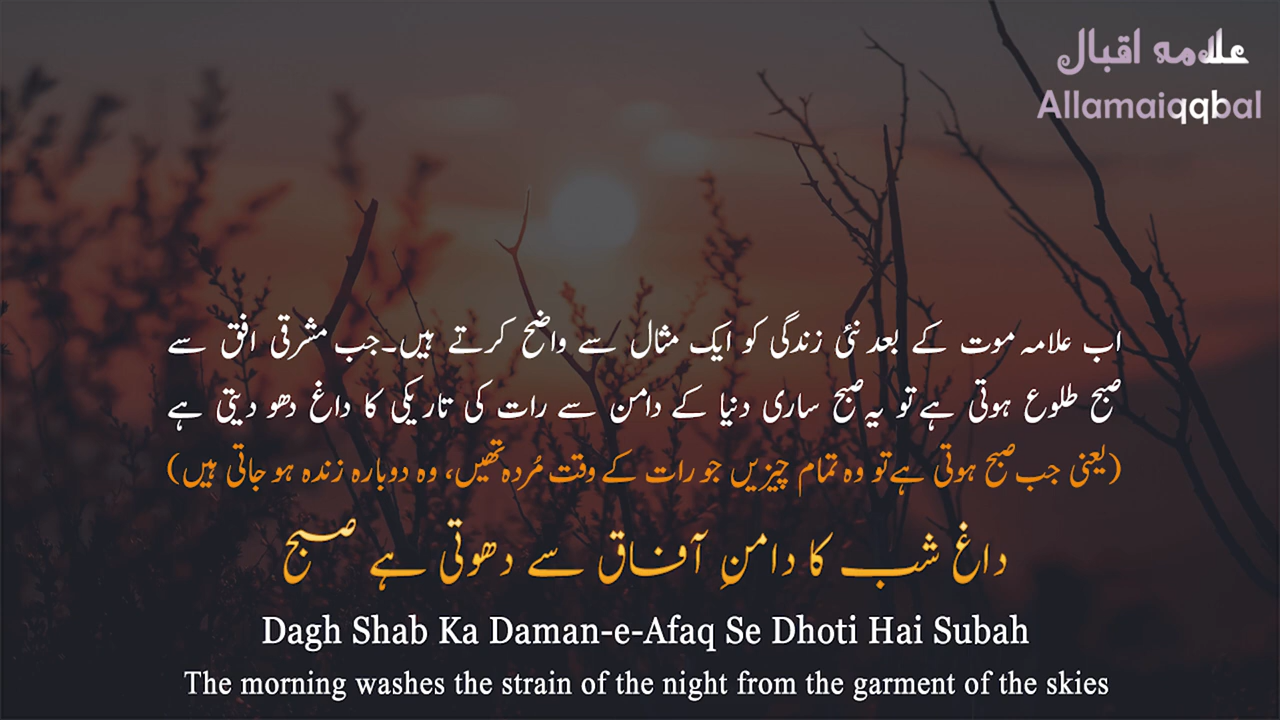 علامہ اقبال
Allamaiqqbal
اب علامہ موت کے بعد نئی زندگی کو ایک مثال سے واضح کرتے ہیں۔جب مشرقی افق سے
صبح طلوع ہوتی ہے تو یہ صبح ساری دنیا کے دامن سے رات کی تاریکی کا داغ دھو دیتی ہے
(یعنی جب صبح ہوتی ہے تو وہ تمام چیزیں جو رات کے وقت مُردہ تھیں، وہ دوبارہ زندہ ہو جاتی ہیں)
داغ شب کا دامنِ آفاق سے دھوتی ہے صبح
Dagh Shab Ka Daman-e-Afaq Se Dhoti Hai Subah
The morning washes the strain of the night from the garment of the skies